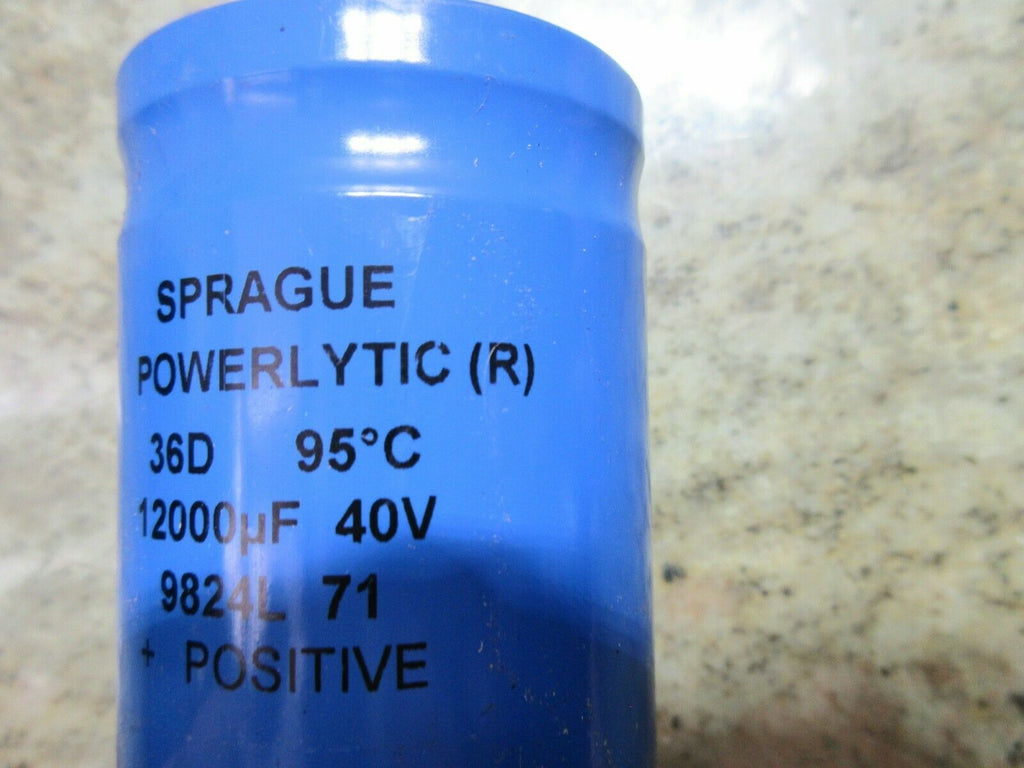 SPRAGUE
POWERLYTIC (R)
36D 95°C
12000µF 40V
9824L 71
+ POSITIVE